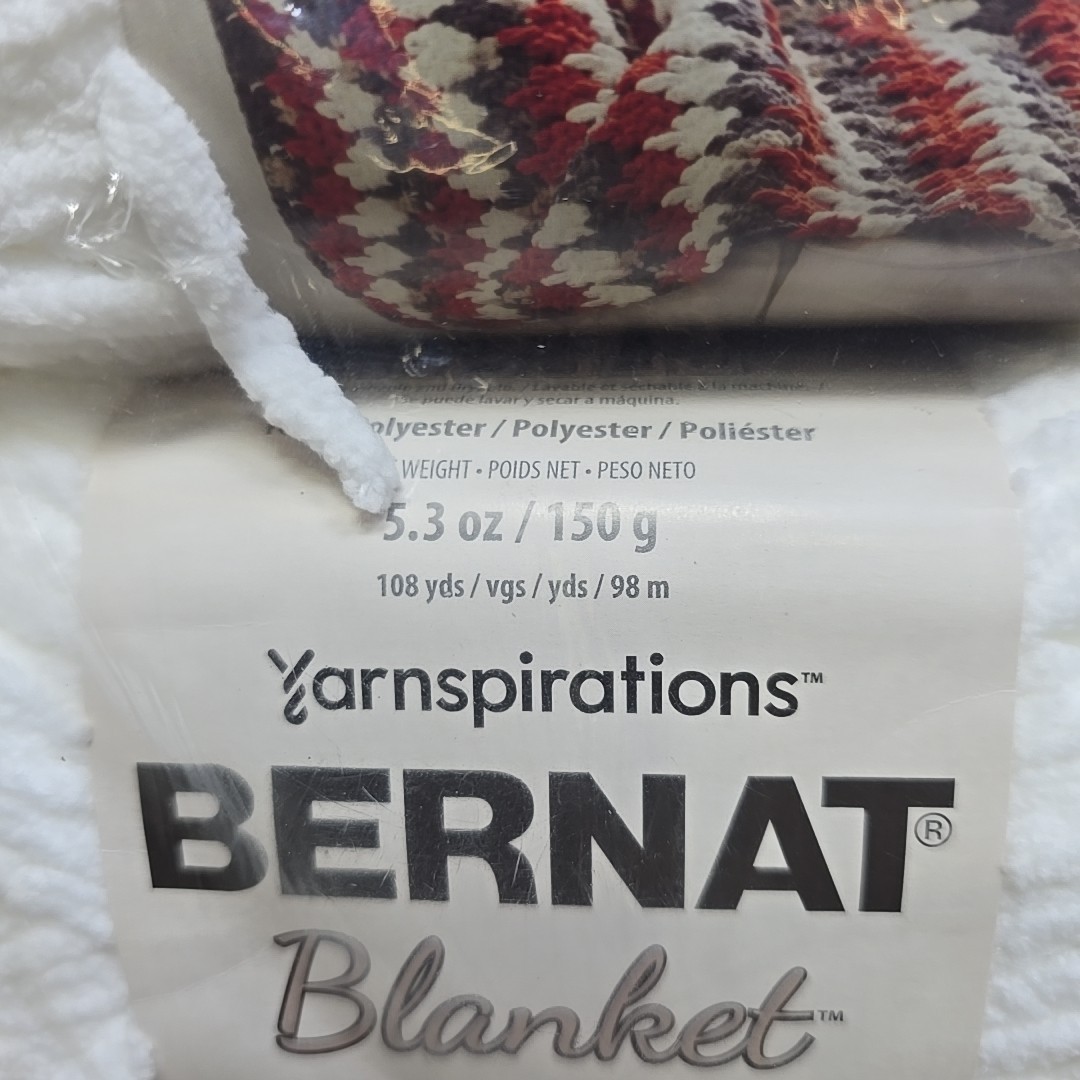 / Lavable et séchable à la machine. /
Se puede lavar y secar a máquina.
/ Polyester / Poliéster
WEIGHT • POIDS NET • PESO NETO
5.3 oz / 150 g
108 yds / vgs / yds / 98 m
Yarnspirations™
BERNAT®
Blanket™